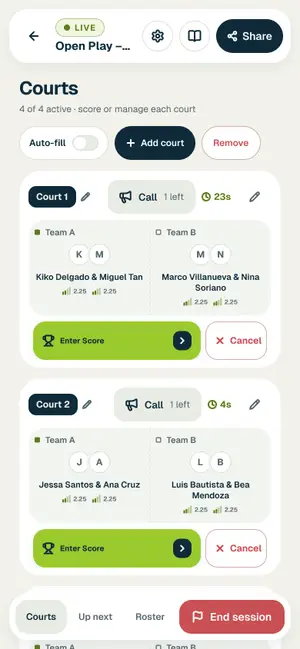 LIVE
Open Play –...
Share
Courts
4 of 4 active · score or manage each court
Auto-fill
Add court
Remove
Court 1
Call 1 left
23s
Team A
Team B
K M
M N
Kiko Delgado & Miguel Tan
Marco Villanueva & Nina
Soriano
2.25 2.25
2.25 2.25
Enter Score
Cancel
Court 2
Call 1 left
4s
Team A
Team B
J A
L B
Jessa Santos & Ana Cruz
Luis Bautista & Bea
Mendoza
2.25 2.25
2.25 2.25
Enter Score
Cancel
Courts
Up next
Roster
End session
Team A
Team B